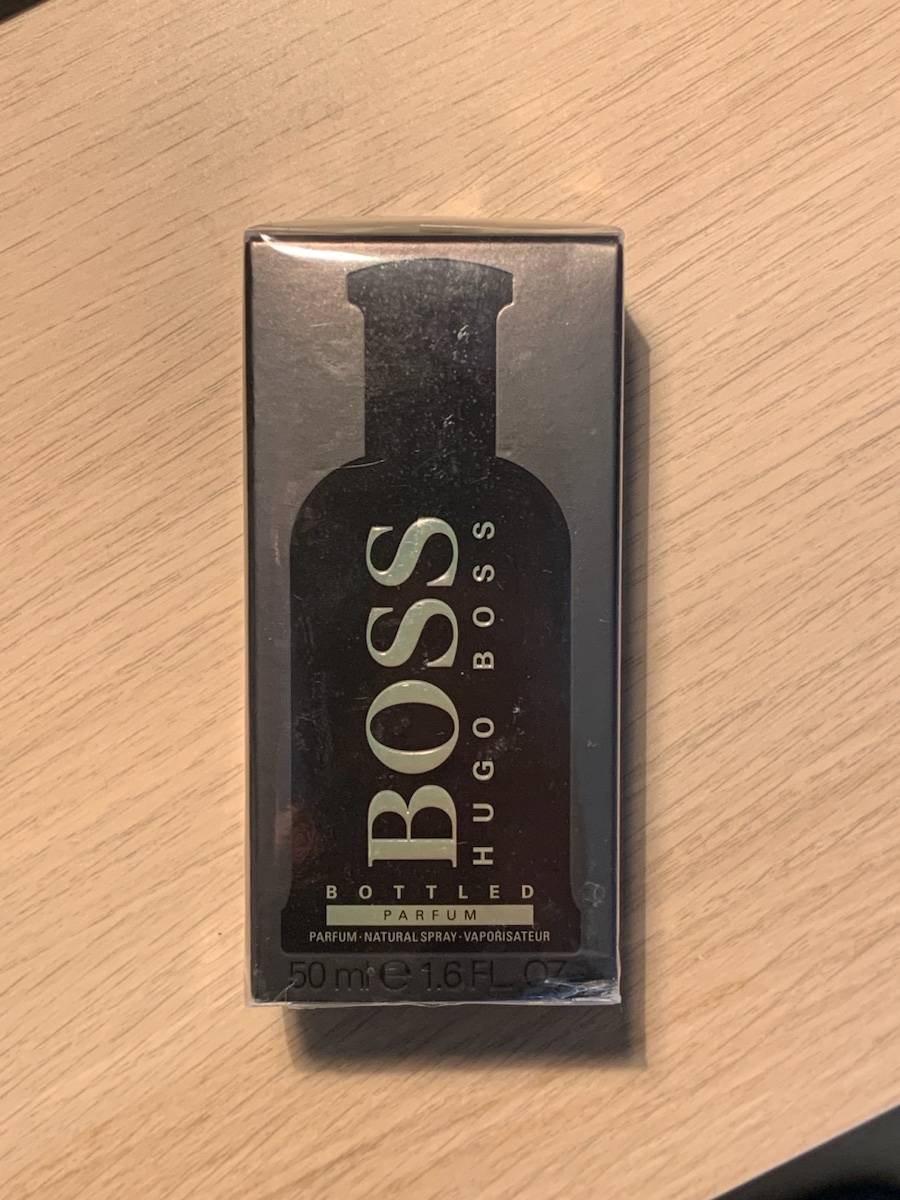 BOSS
HUGO BOSS
BOTTLED
PARFUM
PARFUM·NATURAL SPRAY·VAPORISATEUR
50 ml ℮ 1.6 FL. OZ.